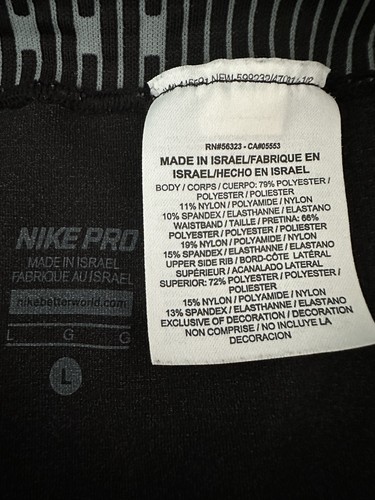 RN#56323 - CA#05553
MADE IN ISRAEL/FABRIQUE EN
ISRAEL/HECHO EN ISRAEL
BODY / CORPS / CUERPO: 79% POLYESTER /
POLYESTER / POLIESTER
11% NYLON / POLYAMIDE / NYLON
10% SPANDEX / ELASTHANNE / ELASTANO
WAISTBAND / TAILLE / PRETINA: 66%
POLYESTER / POLYESTER / POLIESTER
19% NYLON / POLYAMIDE / NYLON
15% SPANDEX / ELASTHANNE / ELASTANO
UPPER SIDE RIB / BORD-CÔTE LATÉRAL
SUPÉRIEUR / ACANALADO LATERAL
SUPERIOR: 72% POLYESTER / POLYESTER /
POLIESTER
15% NYLON / POLYAMIDE / NYLON
13% SPANDEX / ELASTHANNE / ELASTANO
EXCLUSIVE OF DECORATION / DECORATION
NON COMPRISE / NO INCLUYE LA
DECORACION
NIKE PRO
MADE IN ISRAEL
FABRIQUE AU ISRAEL
nikebetterworld.com
L G G
L